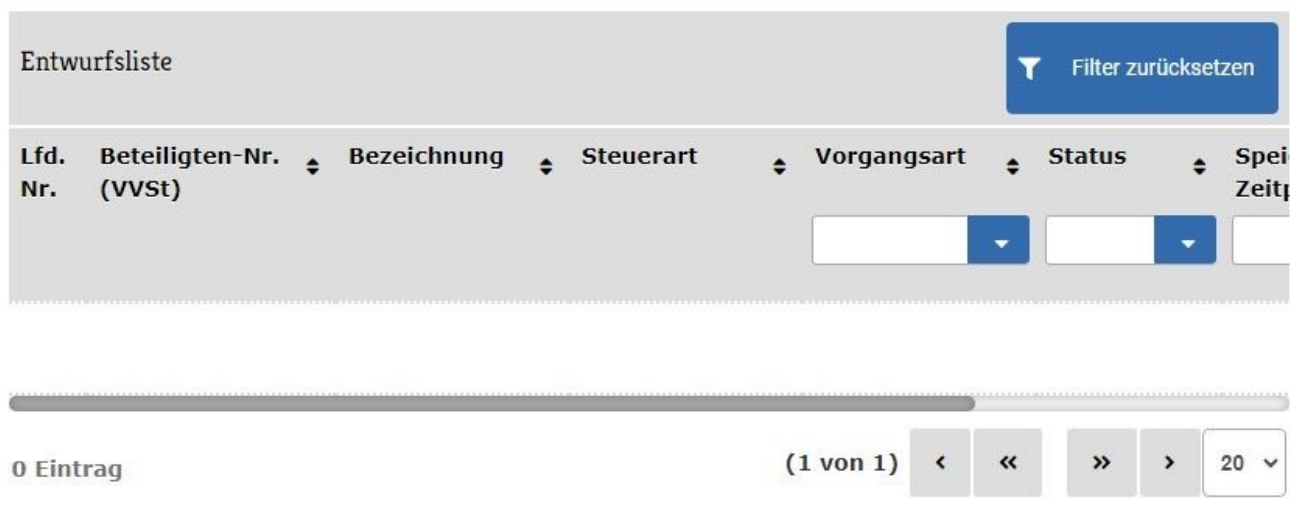 Entwurfsliste
Filter zurücksetzen
Lfd. Nr.
Beteiligten-Nr. (VVSt)
Bezeichnung
Steuerart
Vorgangsart
Status
0 Eintrag
(1 von 1)
20